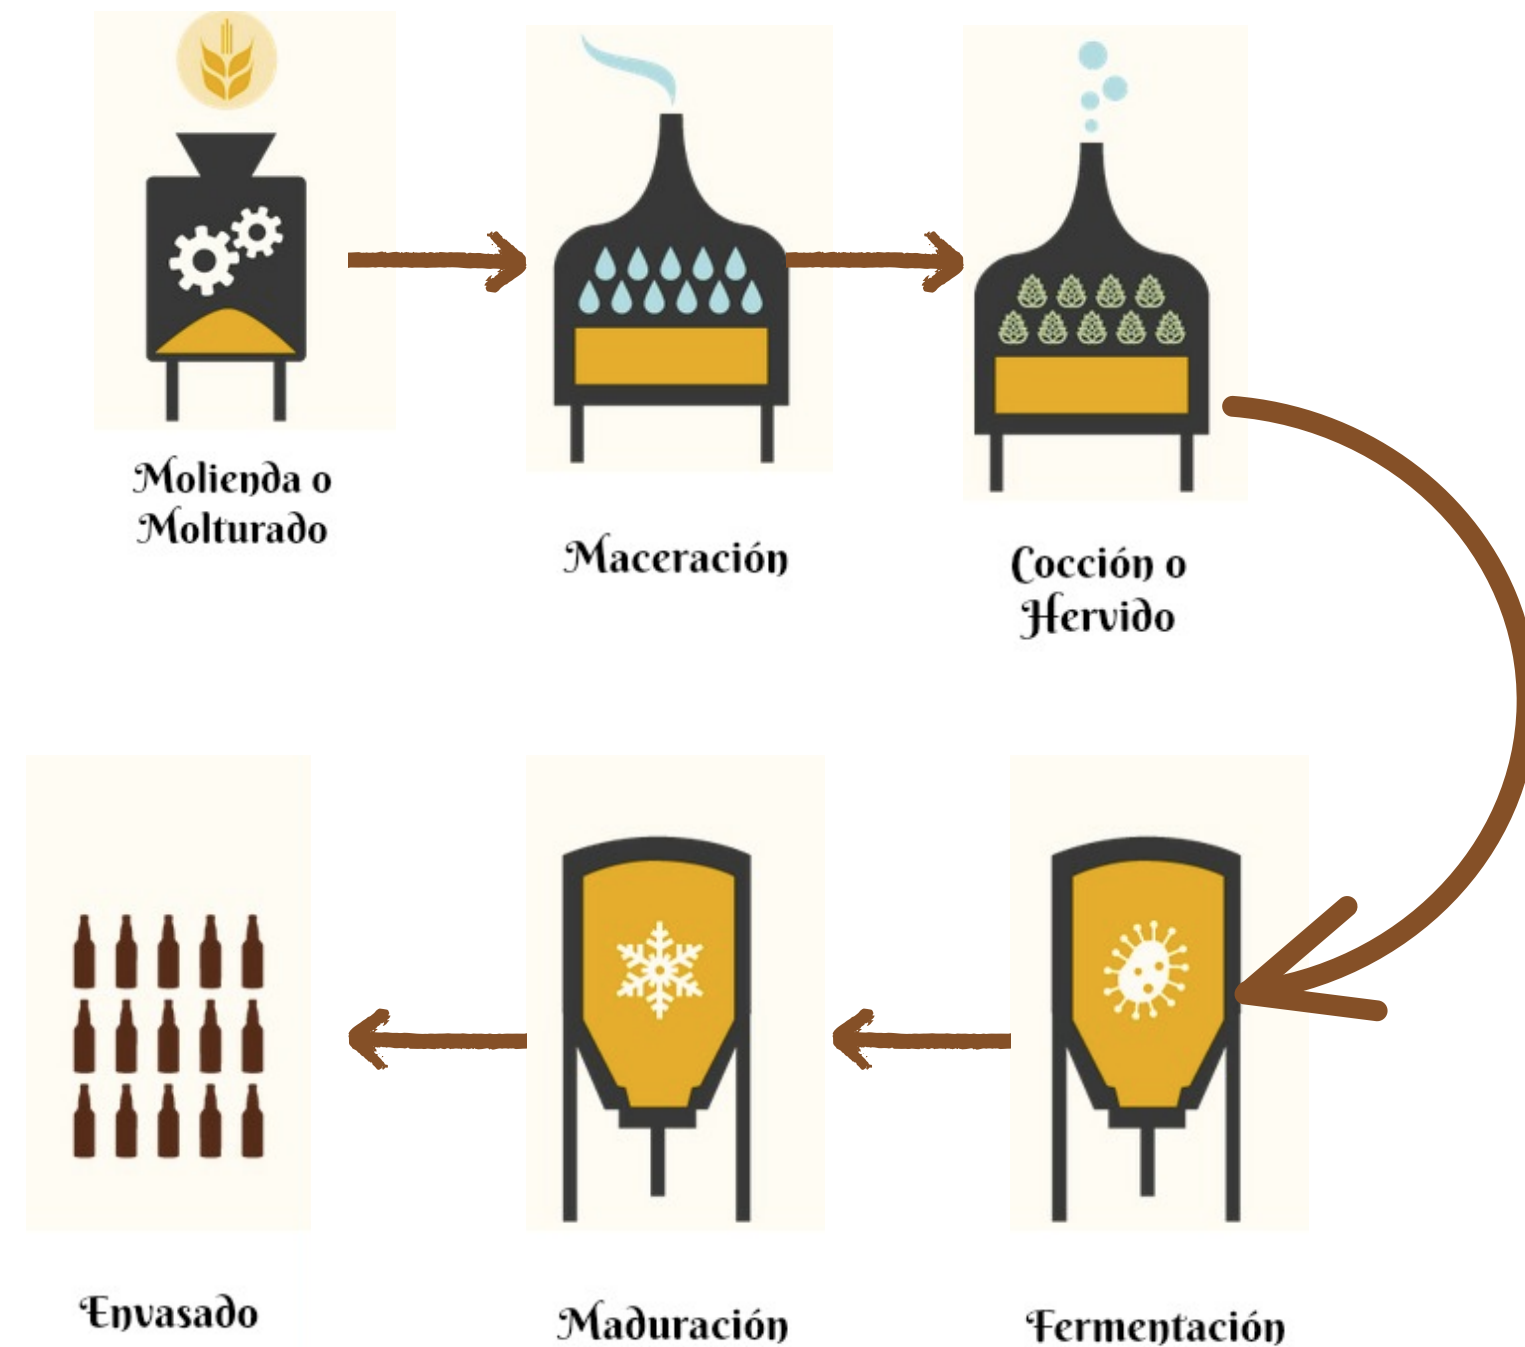 Molienda o
Molturado
Maceración
Cocción o
Hervido
Envasado
Maduración
Fermentación